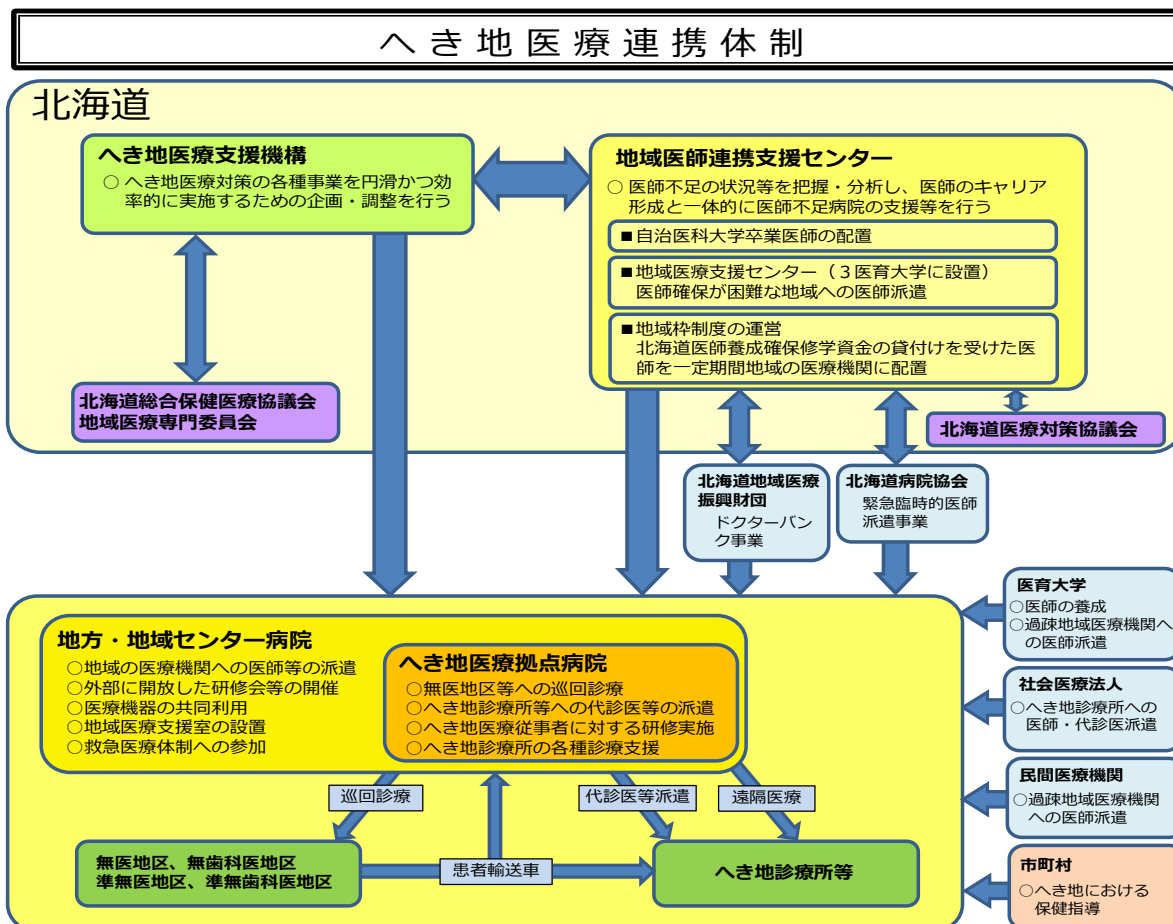 へき地医療連携体制
北海道
へき地医療支援機構
○ へき地医療対策の各種事業を円滑かつ効
率的に実施するための企画・調整を行う
地域医師連携支援センター
○ 医師不足の状況等を把握・分析し、医師のキャリア
形成と一体的に医師不足病院の支援等を行う
■自治医科大学卒業医師の配置
■地域医療支援センター（３医育大学に設置）
医師確保が困難な地域への医師派遣
■地域枠制度の運営
北海道医師養成確保修学資金の貸付けを受けた医
師を一定期間地域の医療機関に配置
北海道総合保健医療協議会
地域医療専門委員会
北海道医療対策協議会
北海道地域医療
振興財団
ドクターバン
ク事業
北海道病院協会
緊急臨時的医師
派遣事業
地方・地域センター病院
○地域の医療機関への医師等の派遣
○外部に開放した研修会等の開催
○医療機器の共同利用
○地域医療支援室の設置
○救急医療体制への参加
へき地医療拠点病院
○無医地区等への巡回診療
○へき地診療所等への代診医等の派遣
○へき地医療従事者に対する研修実施
○へき地診療所の各種診療支援
巡回診療
代診医等派遣
遠隔医療
無医地区、無歯科医地区
準無医地区、準無歯科医地区
患者輸送車
へき地診療所等
医育大学
○医師の養成
○過疎地域医療機関へ
の医師派遣
社会医療法人
○へき地診療所への
医師・代診医派遣
民間医療機関
○過疎地域医療機関
への医師派遣
市町村
○へき地における
保健指導